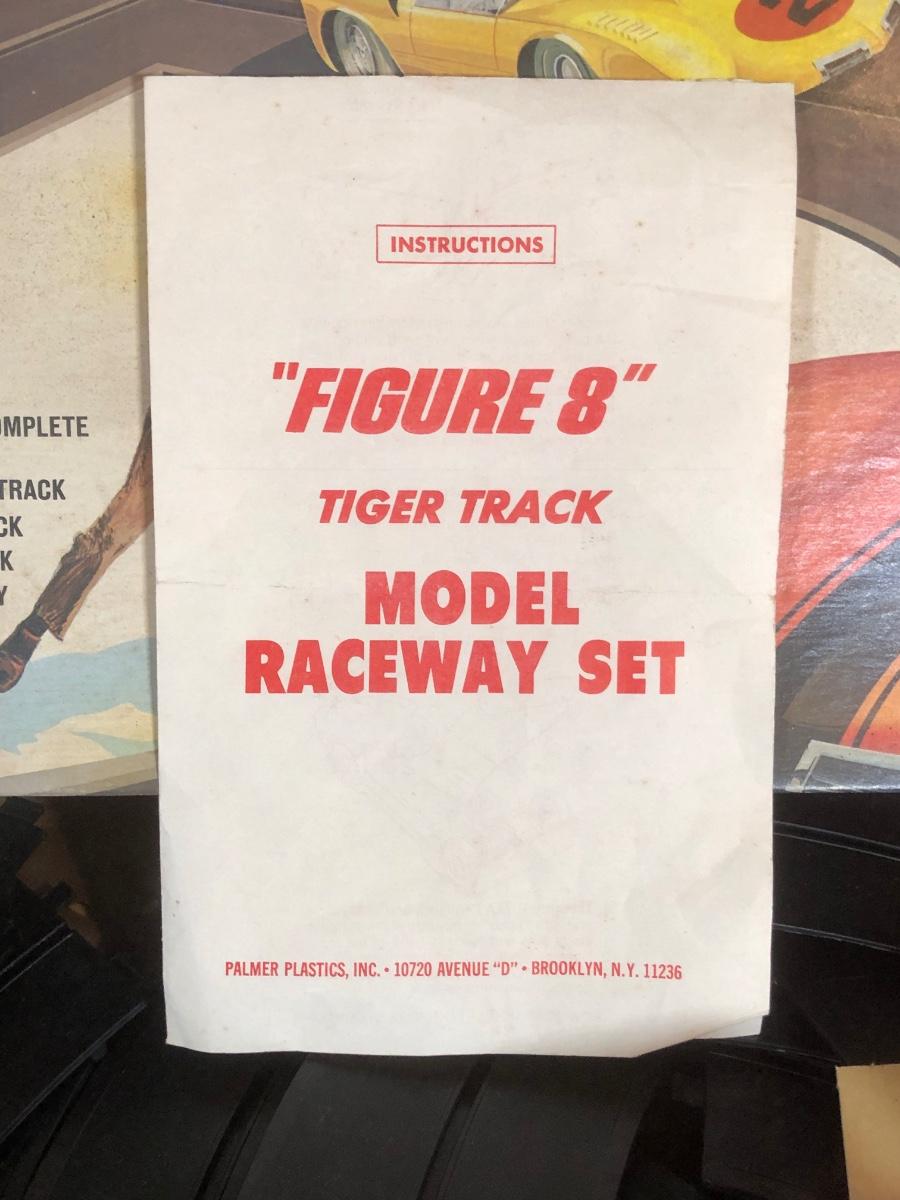 INSTRUCTIONS
"FIGURE 8"
TIGER TRACK
MODEL
RACEWAY SET
PALMER PLASTICS, INC. • 10720 AVENUE "D" • BROOKLYN, N.Y. 11236
OMPLETE
TRACK
CK
K
Y